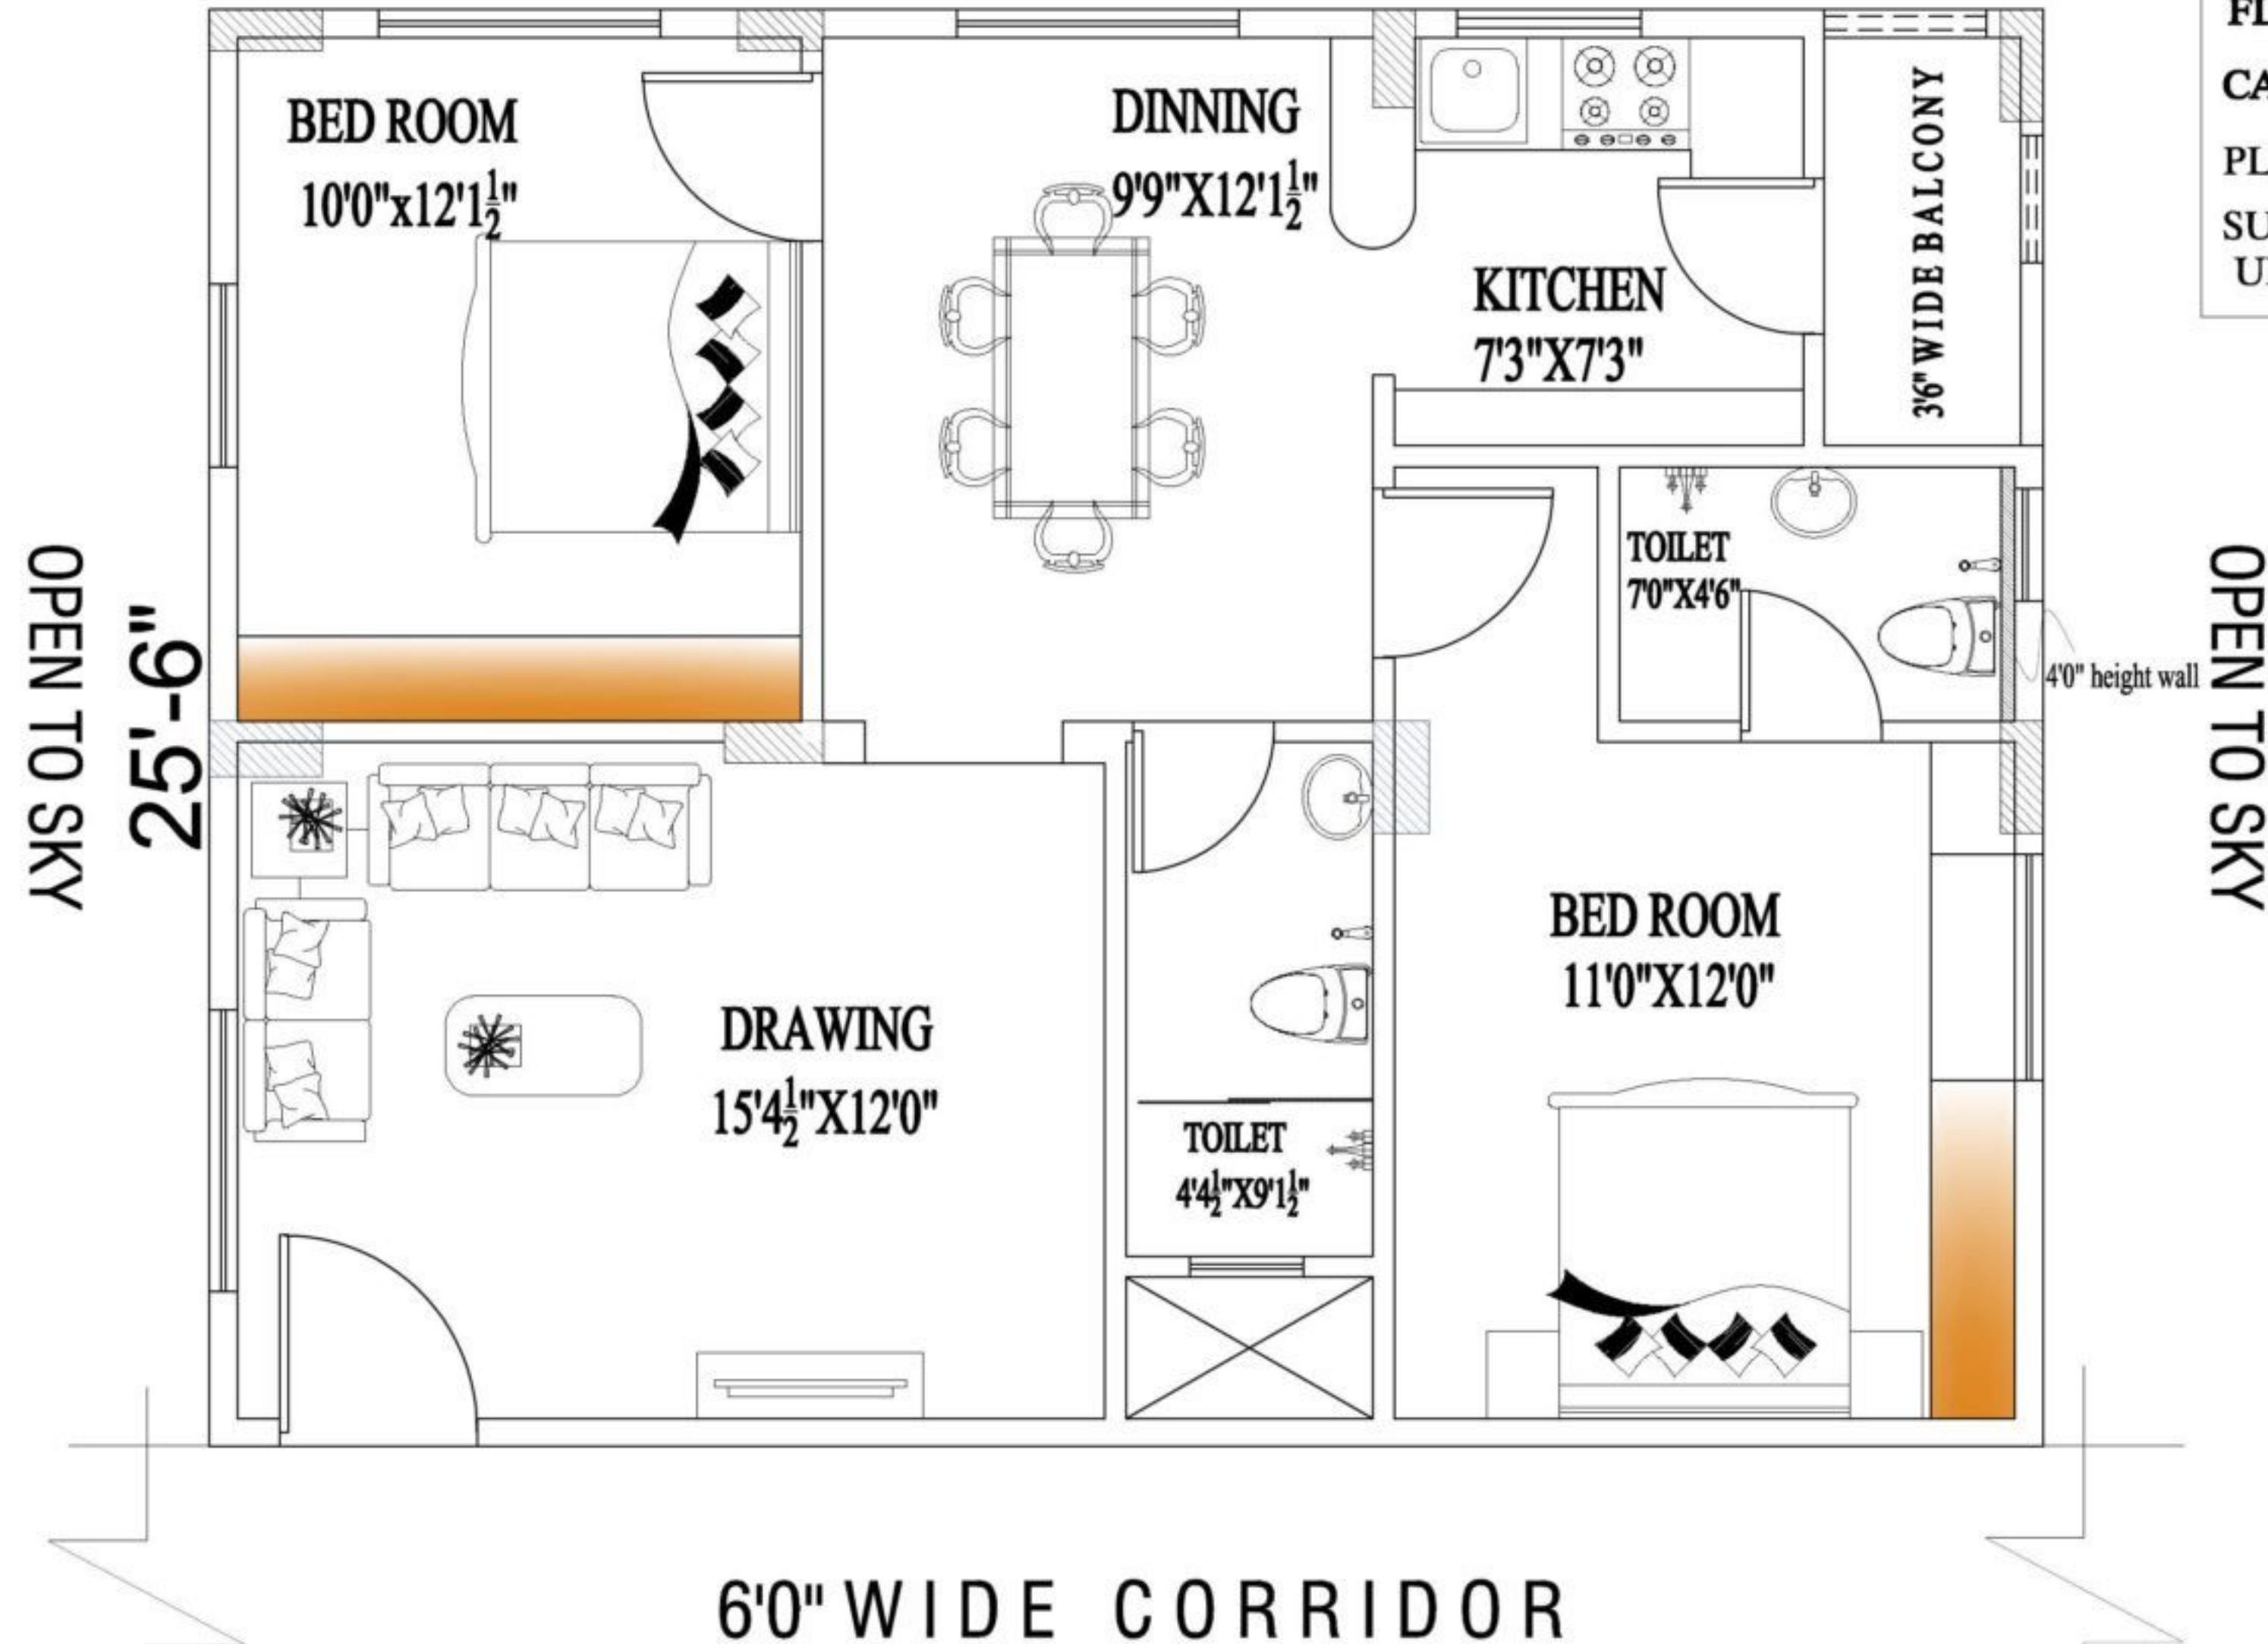 BED ROOM
10'0"x12'1½"
DINNING
9'9"X12'1½"
KITCHEN
7'3"X7'3"
3'6" WIDE BALCONY
TOILET
7'0"X4'6"
4'0" height wall
OPEN TO SKY
25'-6"
OPEN TO SKY
DRAWING
15'4½"X12'0"
TOILET
4'4½"X9'1½"
BED ROOM
11'0"X12'0"
6'0" WIDE CORRIDOR